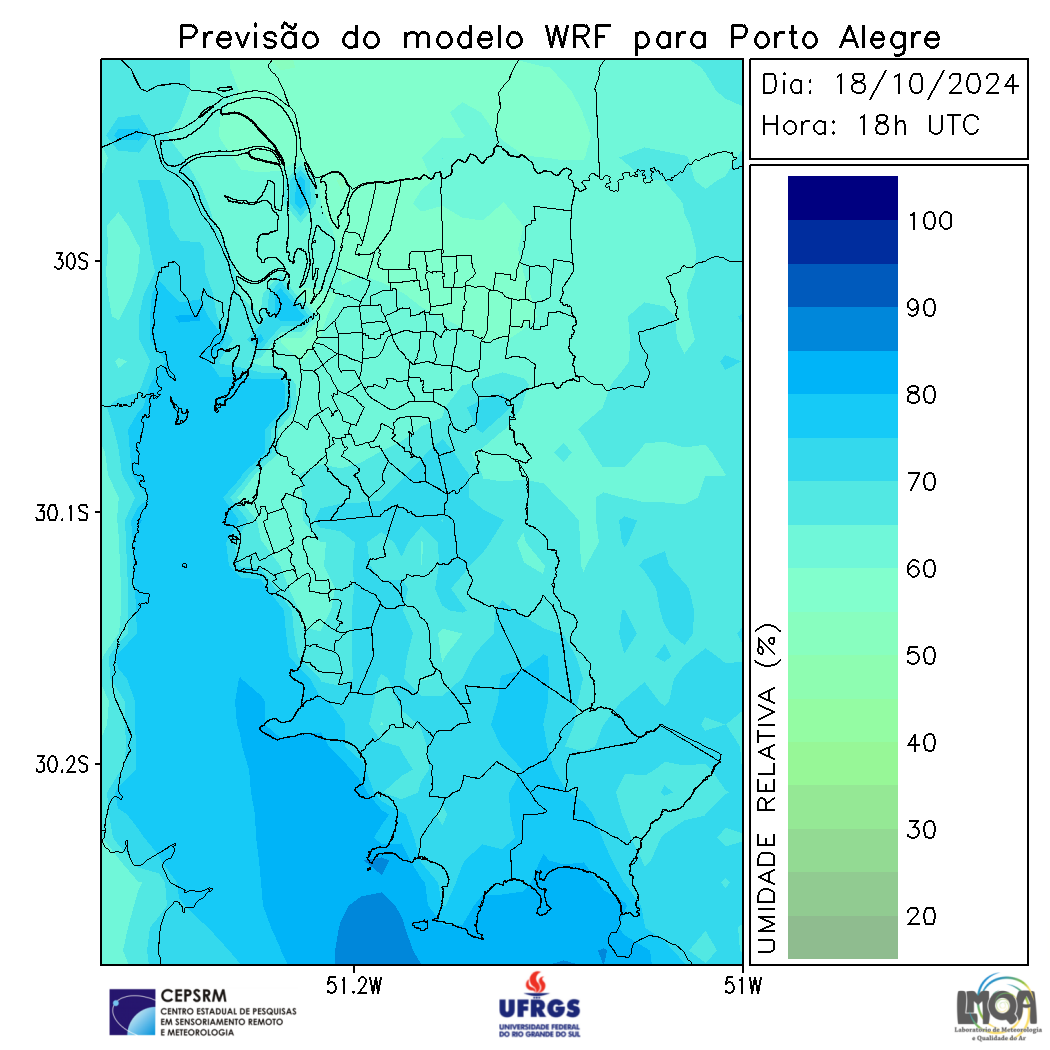 Previsão do modelo WRF para Porto Alegre
Dia: 18/10/2024
Hora: 18h UTC
30S
30.1S
30.2S
51.2W
51W
UMIDADE RELATIVA (%)
100
90
80
70
60
50
40
30
20
CEPSRM
CENTRO ESTADUAL DE PESQUISAS
EM SENSORIAMENTO REMOTO
E METEOROLOGIA
UFRGS
UNIVERSIDADE FEDERAL
DO RIO GRANDE DO SUL
LMQA
Laboratório de Meteorologia
e Qualidade do Ar